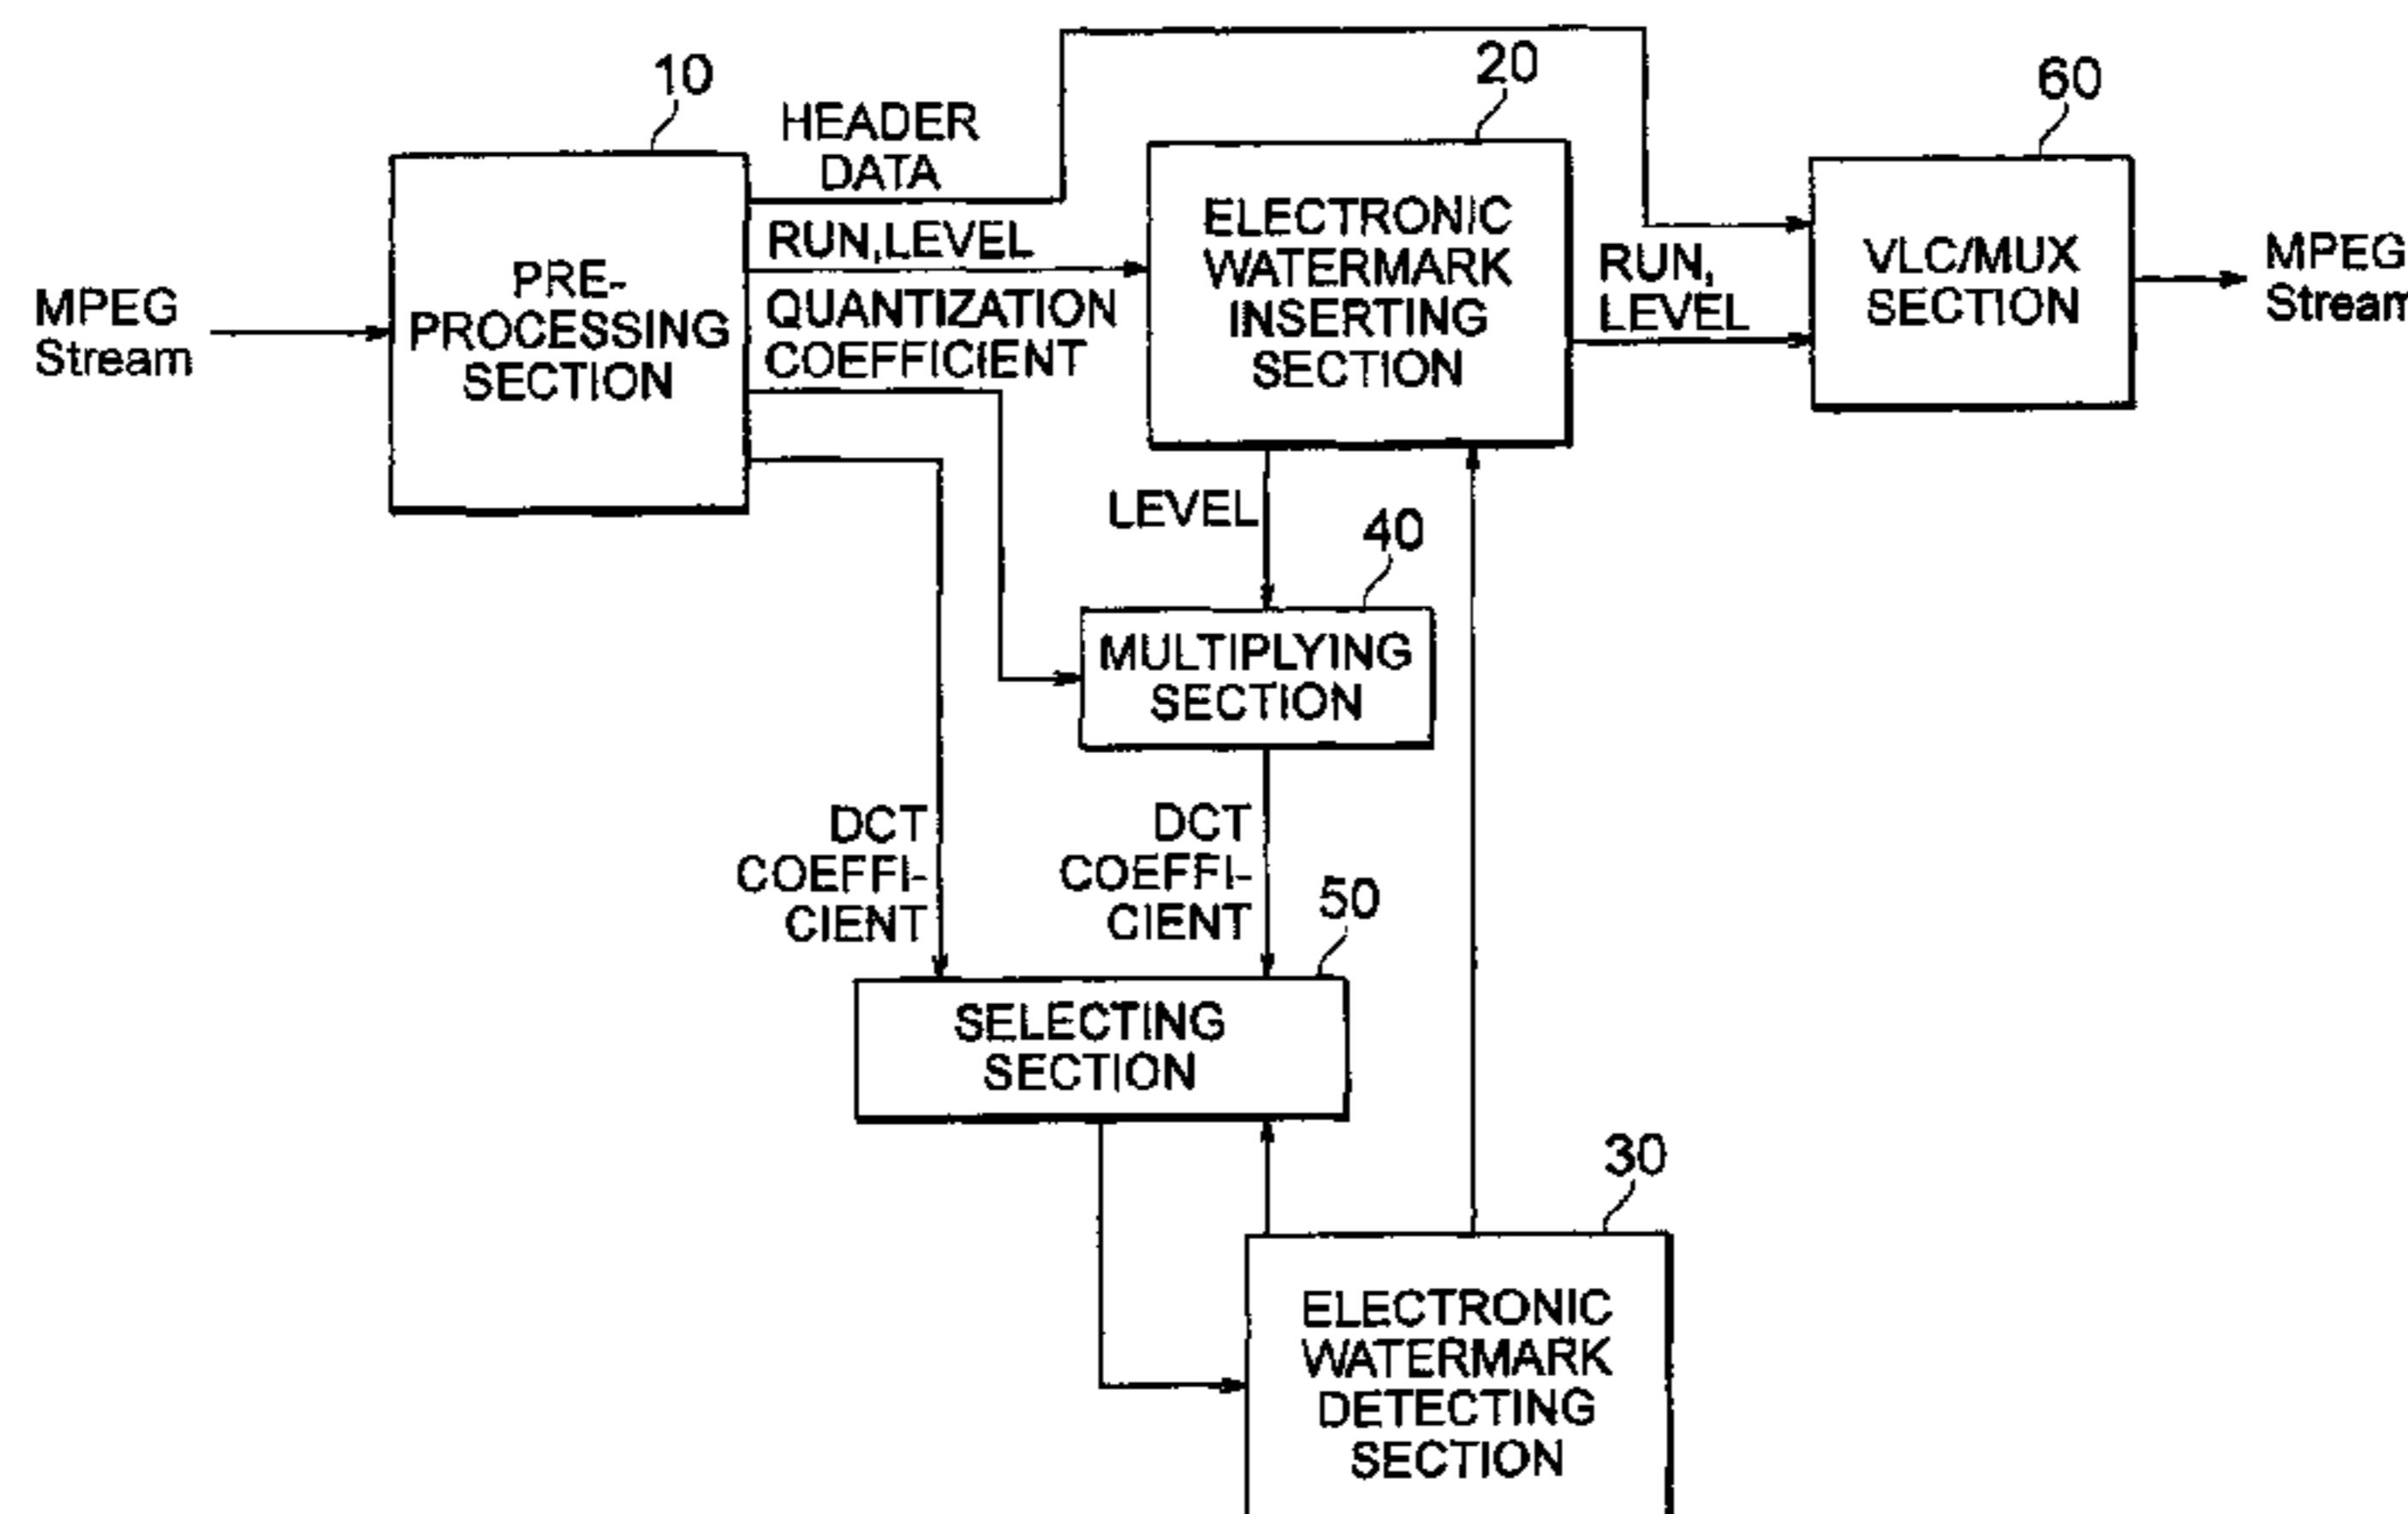 10
20
60
HEADER
DATA
RUN,LEVEL
QUANTIZATION
COEFFICIENT
MPEG
Stream
PRE-
PROCESSING
SECTION
ELECTRONIC
WATERMARK
INSERTING
SECTION
RUN,
LEVEL
VLC/MUX
SECTION
MPEG
Stream
LEVEL
40
MULTIPLYING
SECTION
DCT
COEFFI-
CIENT
DCT
COEFFI-
CIENT
50
SELECTING
SECTION
30
ELECTRONIC
WATERMARK
DETECTING
SECTION